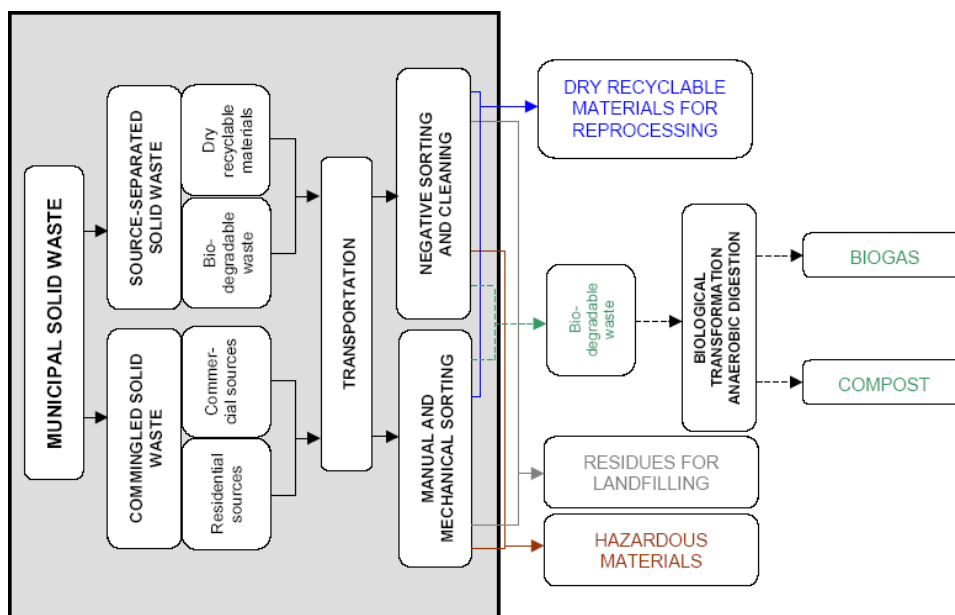 MUNICIPAL SOLID WASTE
SOURCE-SEPARATED
SOLID WASTE
Dry
recyclable
materials
Bio-
degradable
waste
COMMINGLED SOLID
WASTE
Commer-
cial sources
Residential
sources
TRANSPORTATION
NEGATIVE SORTING
AND CLEANING
MANUAL AND
MECHANICAL SORTING
DRY RECYCLABLE
MATERIALS FOR
REPROCESSING
Bio-
degradable
waste
BIOLOGICAL
TRANSFORMATION
ANAEROBIC DIGESTION
BIOGAS
COMPOST
RESIDUES FOR
LANDFILLING
HAZARDOUS
MATERIALS